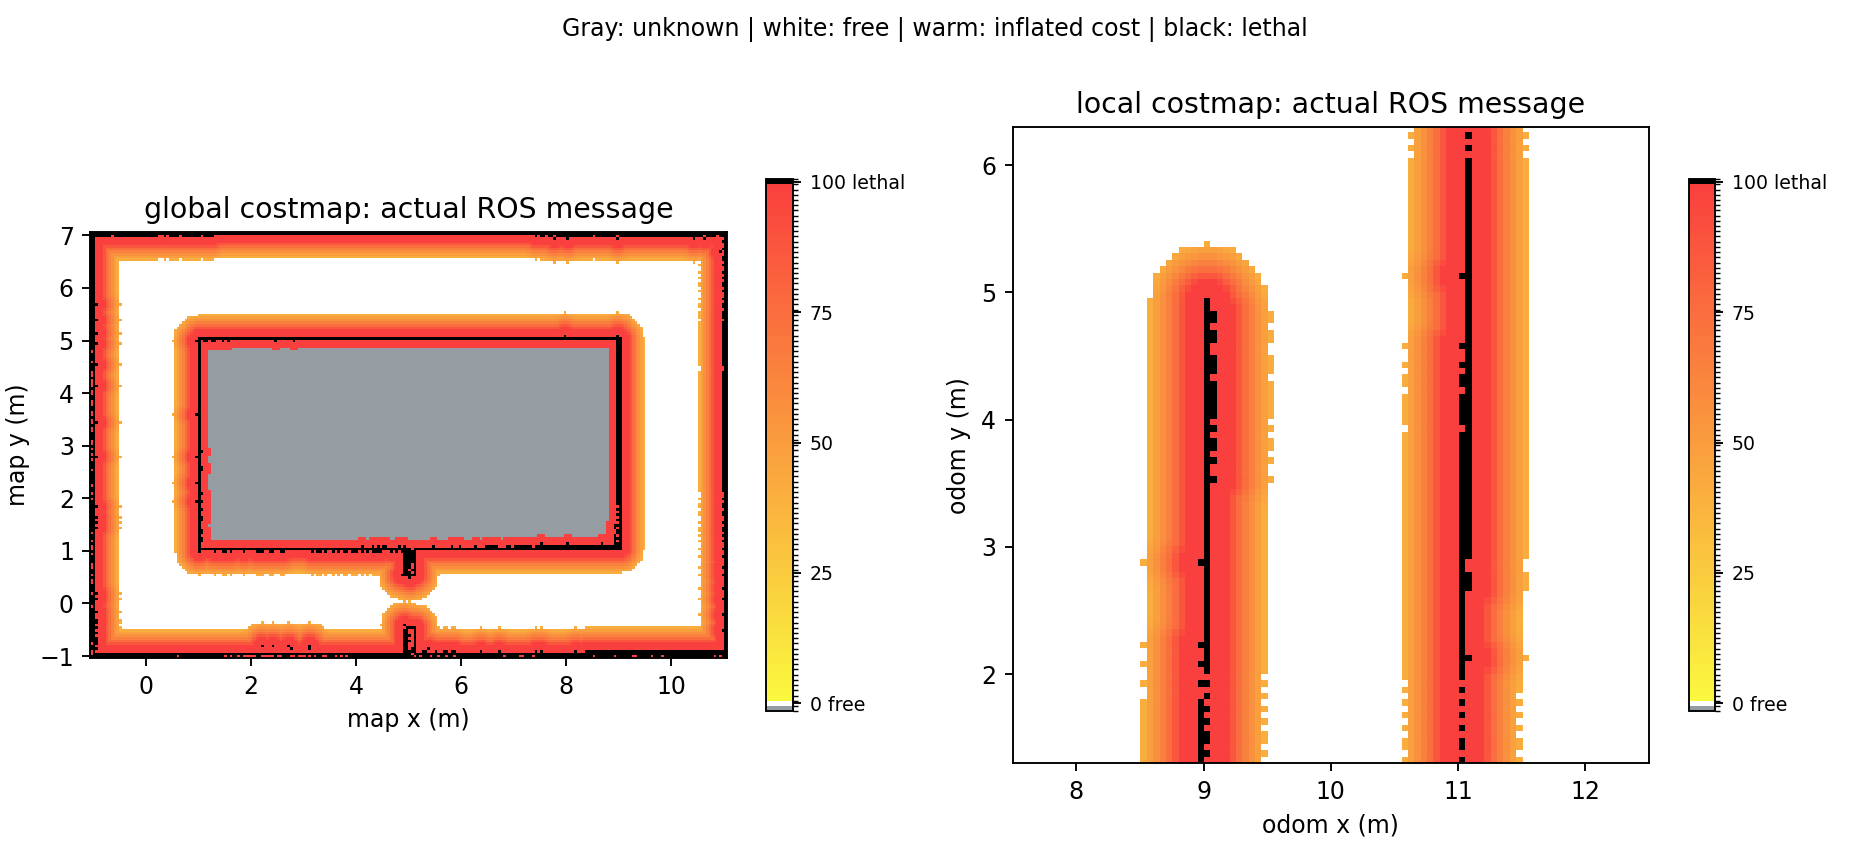 Gray: unknown | white: free | warm: inflated cost | black: lethal
global costmap: actual ROS message
7
6
5
4
3
2
1
0
−1
map y (m)
0
2
4
6
8
10
map x (m)
100 lethal
75
50
25
0 free
local costmap: actual ROS message
6
5
4
3
2
odom y (m)
8
9
10
11
12
odom x (m)
100 lethal
75
50
25
0 free